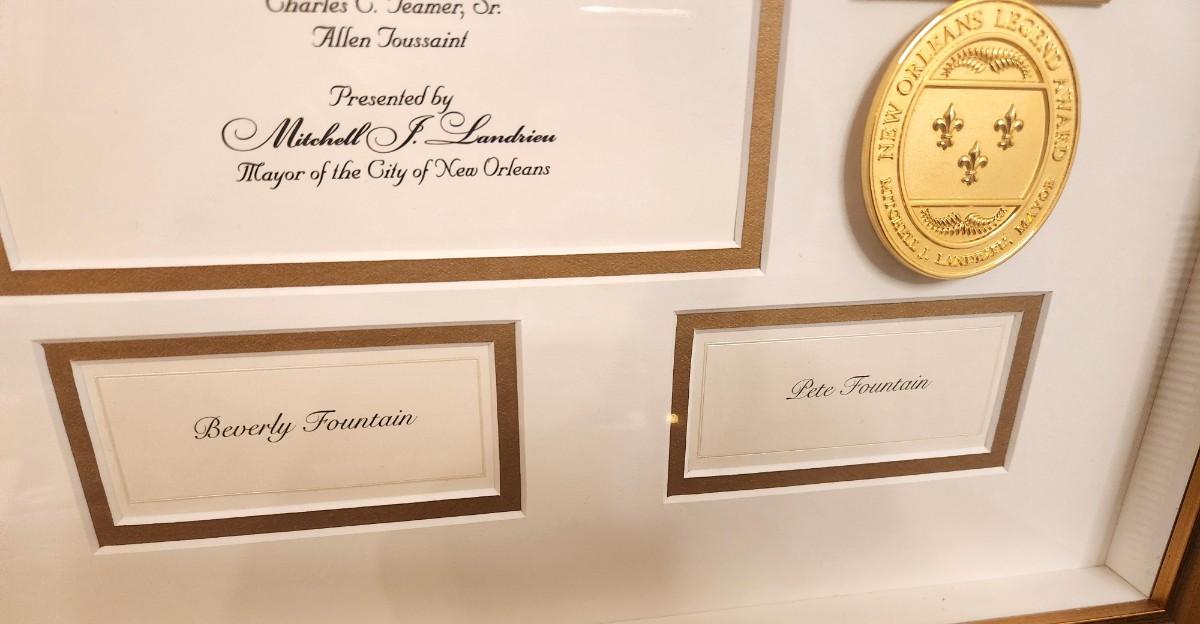 Charles C. Teamer, Sr.
Allen Toussaint
Presented by
Mitchell J. Landrieu
Mayor of the City of New Orleans
NEW ORLEANS LEGEND AWARD
MITCHELL J. LANDRIEU, MAYOR
Beverly Fountain
Pete Fountain